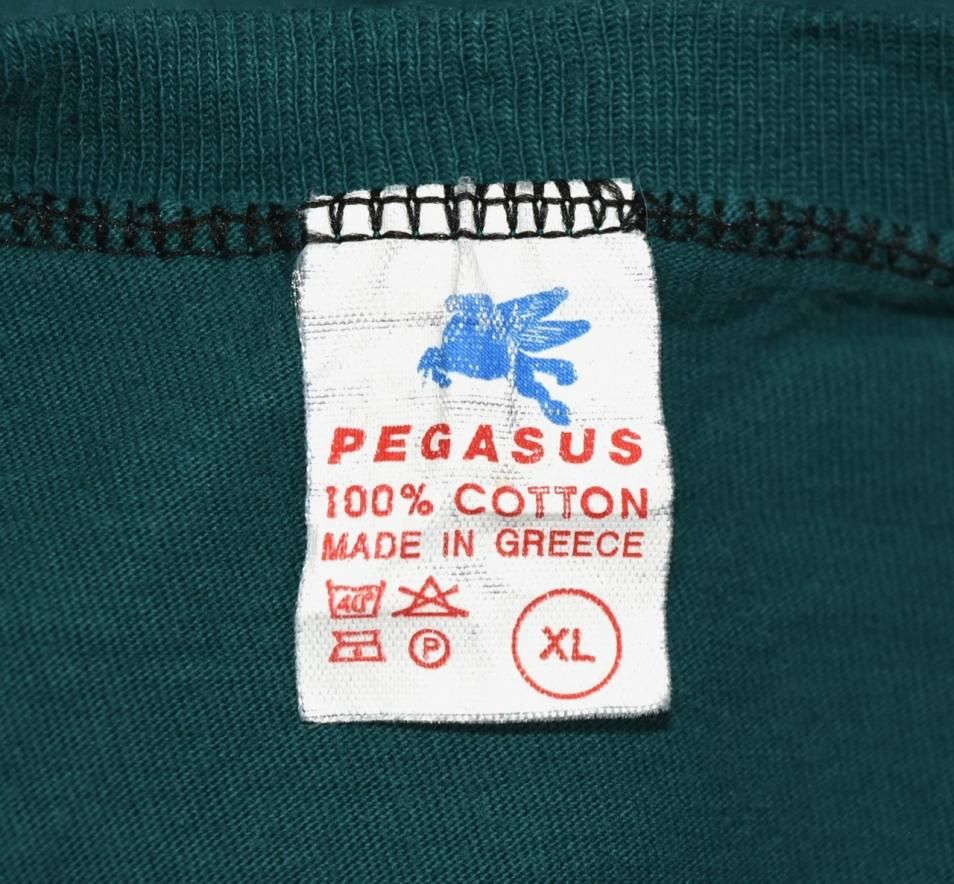 PEGASUS
100% COTTON
MADE IN GREECE
40°
P
XL